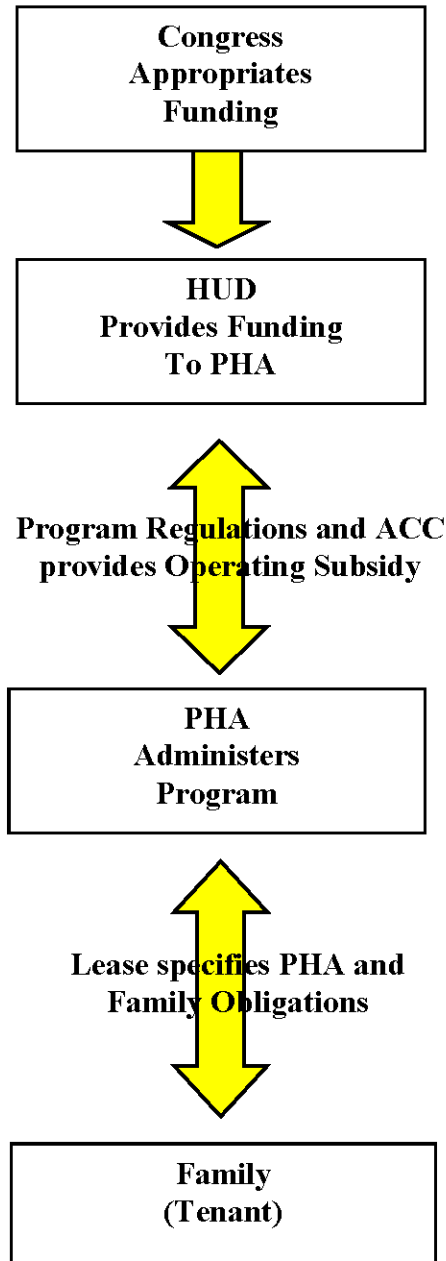 Congress
Appropriates
Funding
HUD
Provides Funding
To PHA
Program Regulations and ACC
provides Operating Subsidy
PHA
Administers
Program
Lease specifies PHA and
Family Obligations
Family
(Tenant)